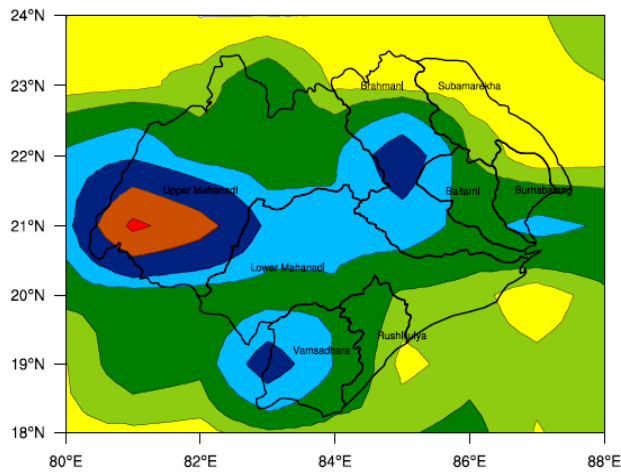 24°N
23°N
22°N
21°N
20°N
19°N
18°N
80°E
82°E
84°E
86°E
88°E
Brahmani
Subarnarekha
Upper Mahanadi
Baitarni
Burhabalang
Lower Mahanadi
Vamsadhara
Rushikulya